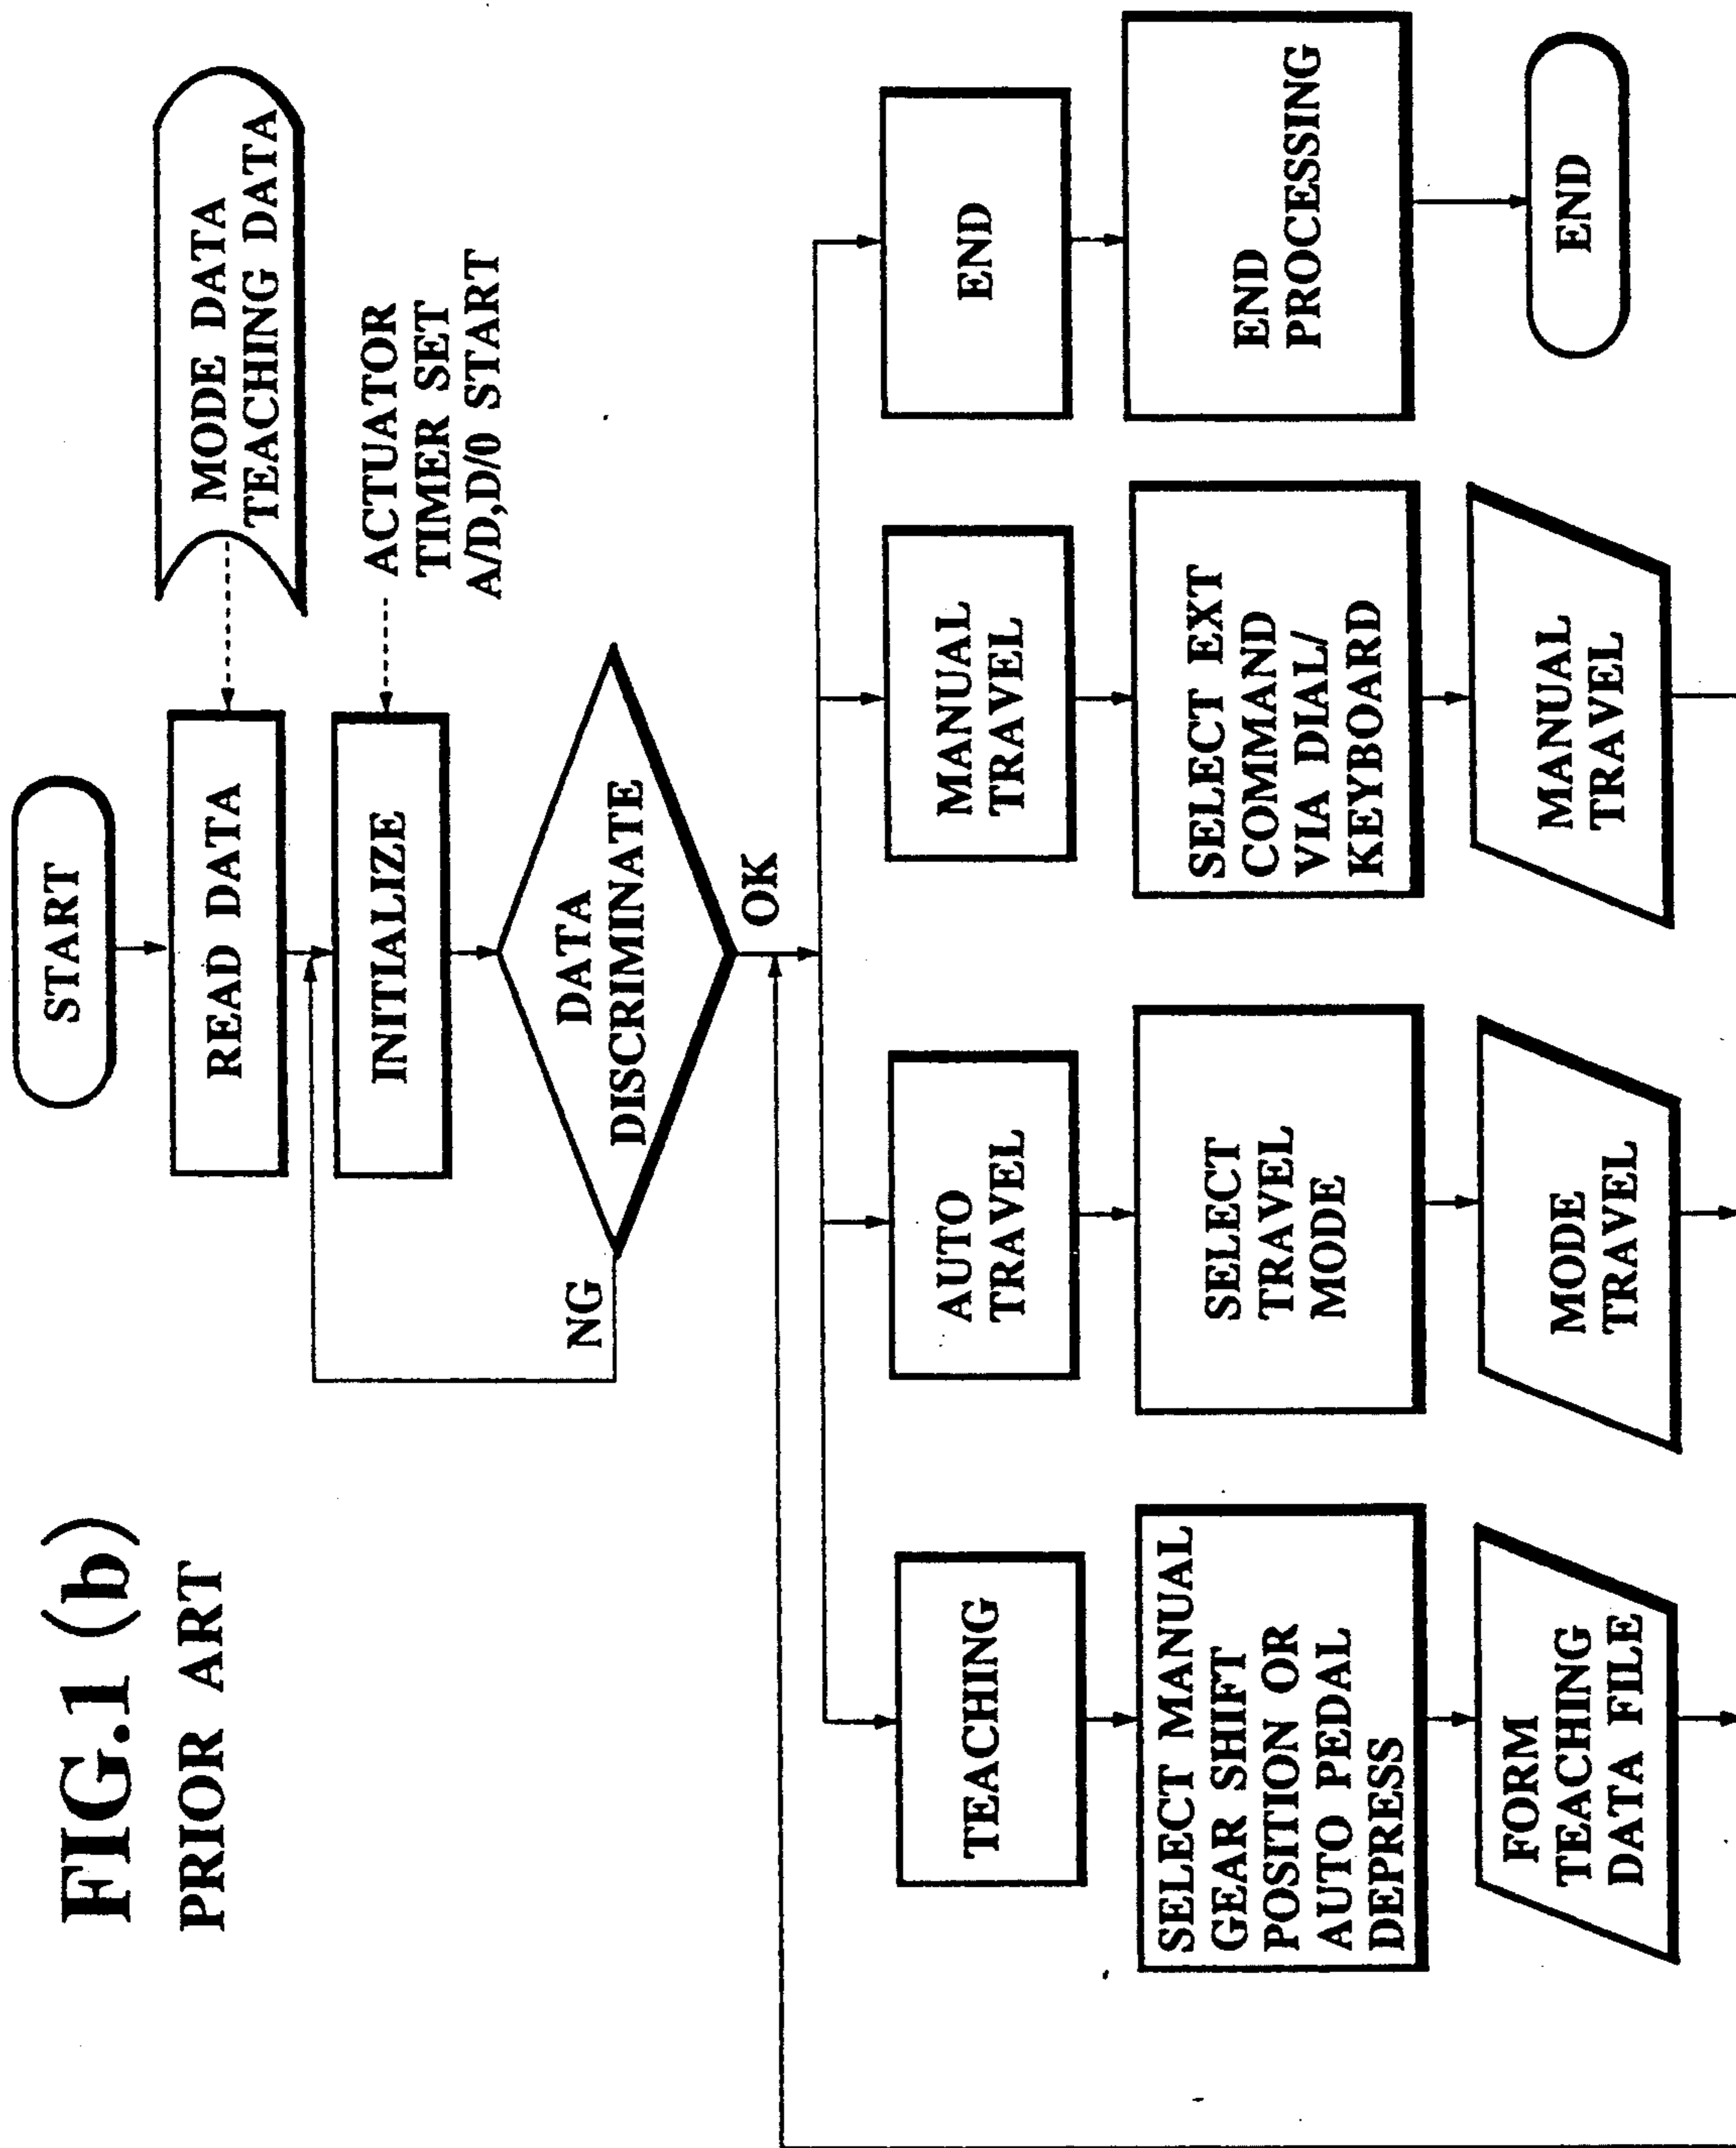 FIG.1 (b)
PRIOR ART
START
READ DATA
MODE DATA
TEACHING DATA
INITIALIZE
ACTUATOR
TIMER SET
A/D,D/0 START
DATA
DISCRIMINATE
NG
OK
TEACHING
SELECT MANUAL
GEAR SHIFT
POSITION OR
AUTO PEDAL
DEPRESS
FORM
TEACHING
DATA FILE
AUTO
TRAVEL
SELECT
TRAVEL
MODE
MODE
TRAVEL
MANUAL
TRAVEL
SELECT EXT
COMMAND
VIA DIAL/
KEYBOARD
MANUAL
TRAVEL
END
END
PROCESSING
END